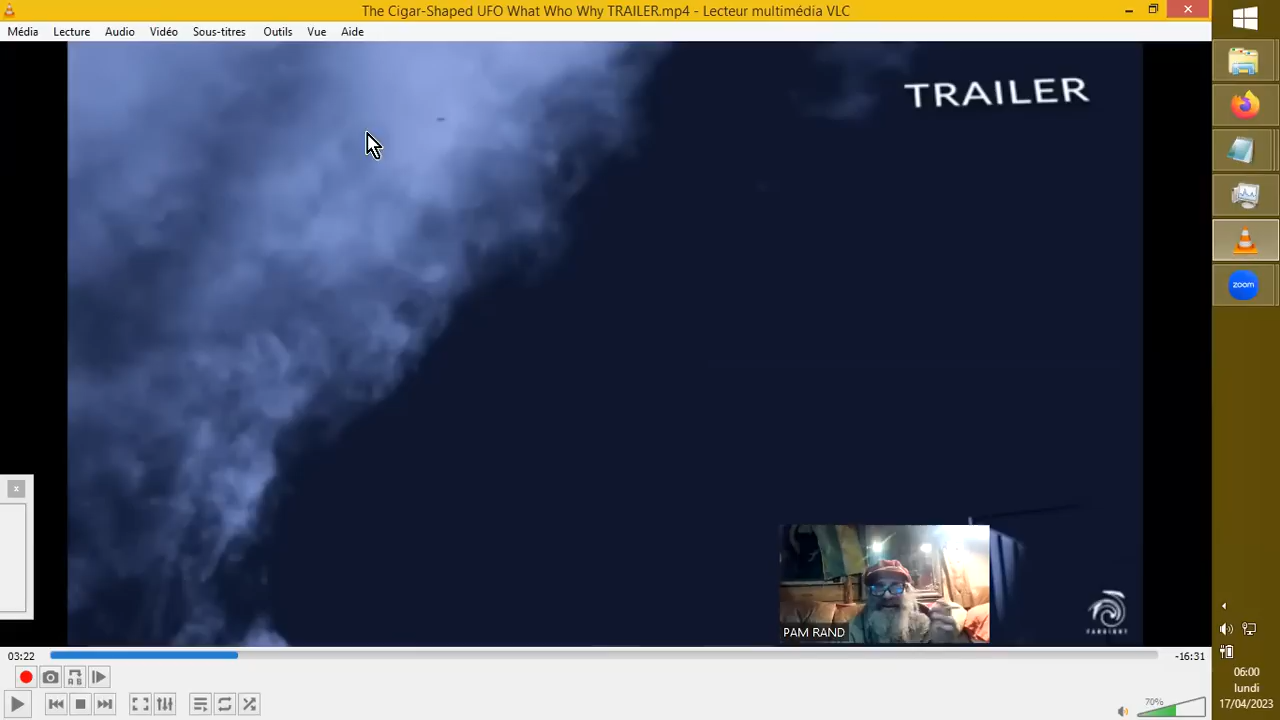 The Cigar-Shaped UFO What Who Why TRAILER.mp4 - Lecteur multimédia VLC
Média Lecture Audio Vidéo Sous-titres Outils Vue Aide
TRAILER
PAM RAND
FARSIGHT
03:22
-16:31
70%
zoom
06:00
lundi
17/04/2023